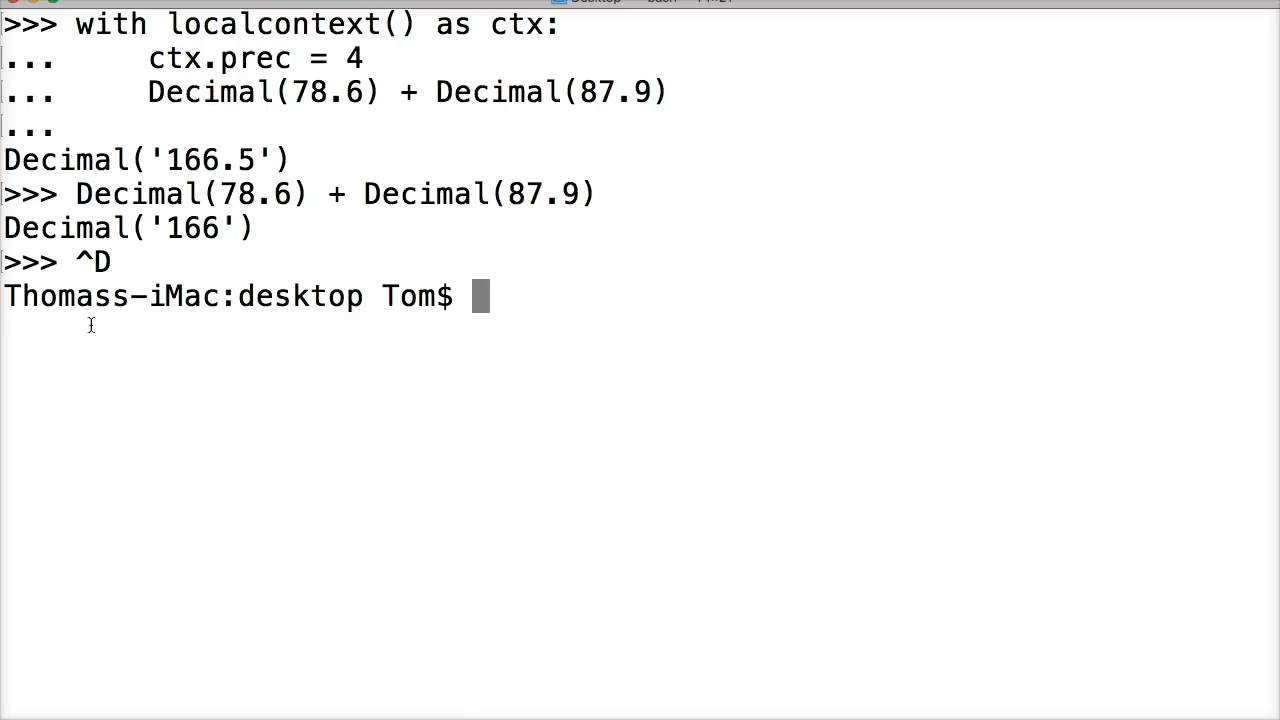 >>> with localcontext() as ctx:
...     ctx.prec = 4
...     Decimal(78.6) + Decimal(87.9)
...
Decimal('166.5')
>>> Decimal(78.6) + Decimal(87.9)
Decimal('166')
>>> ^D
Thomass-iMac:desktop Tom$